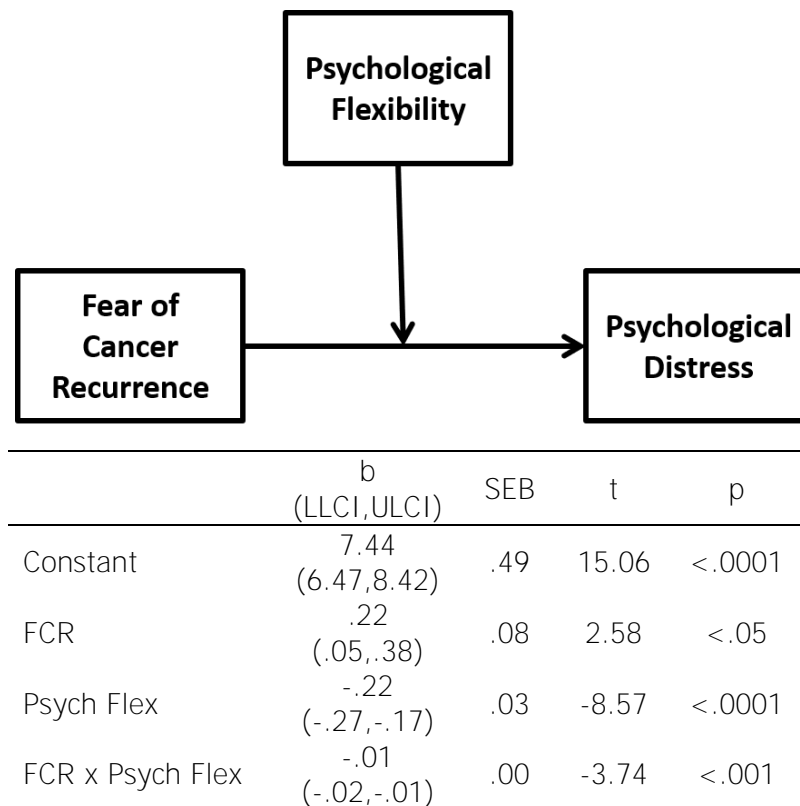 Psychological
Flexibility
Fear of
Cancer
Recurrence
Psychological
Distress
b
(LLCI,ULCI) SEB t p
Constant 7.44
(6.47,8.42) .49 15.06 <.0001
FCR .22
(.05,.38) .08 2.58 <.05
Psych Flex -.22
(-.27,-.17) .03 -8.57 <.0001
FCR x Psych Flex -.01
(-.02,-.01) .00 -3.74 <.001